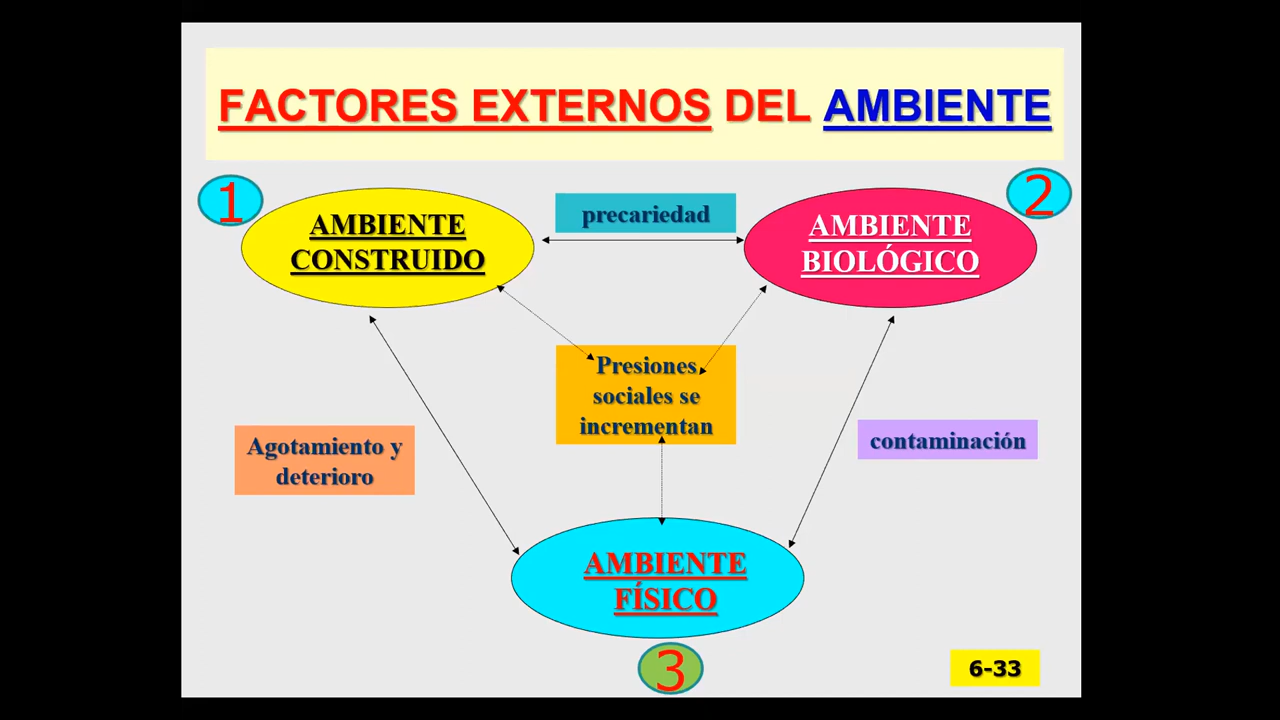 FACTORES EXTERNOS DEL AMBIENTE
1
2
AMBIENTE
CONSTRUIDO
precariedad
AMBIENTE
BIOLÓGICO
Presiones
sociales se
incrementan
Agotamiento y
deterioro
contaminación
AMBIENTE
FÍSICO
3
6-33